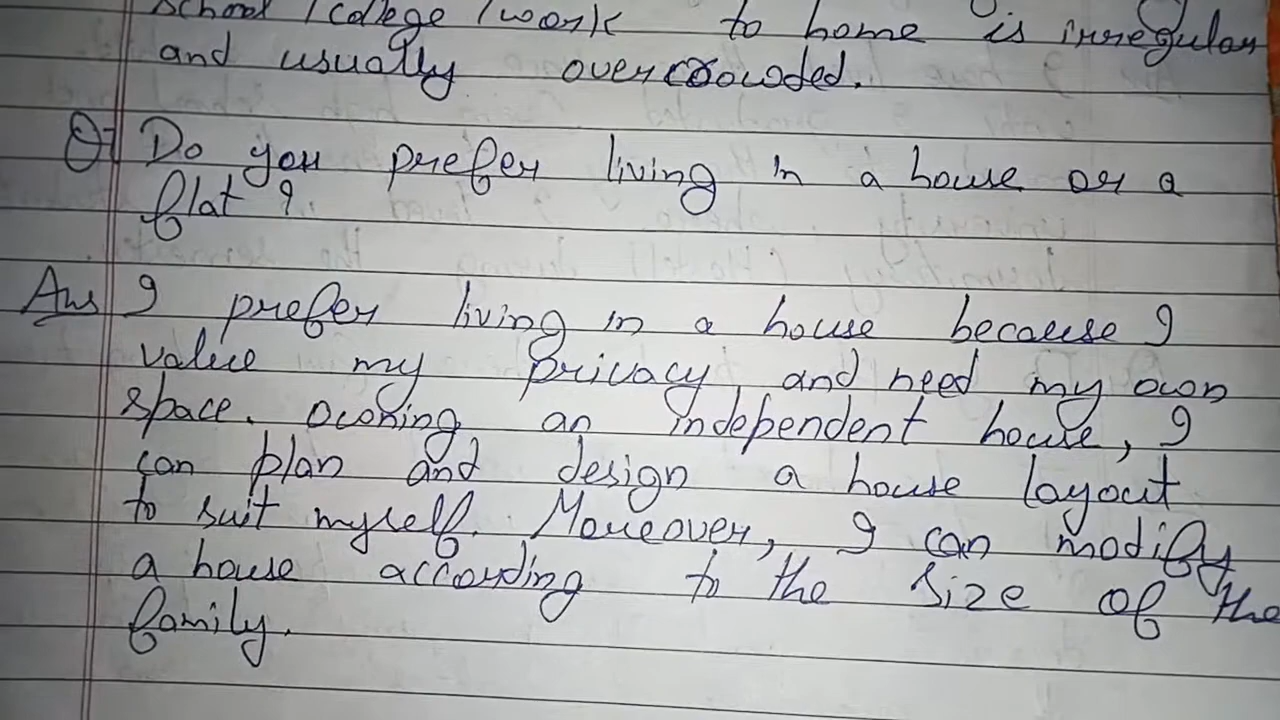 School / college / work to home is irregular
and usually overcrowded.
Q: Do you prefer living in a house or a
flat ?
Ans I prefer living in a house because I
value my privacy, and need my own
space. owning an independent house, I
can plan and design a house layout
to suit myself. Moreover, I can modify
a house according to the size of the
family.